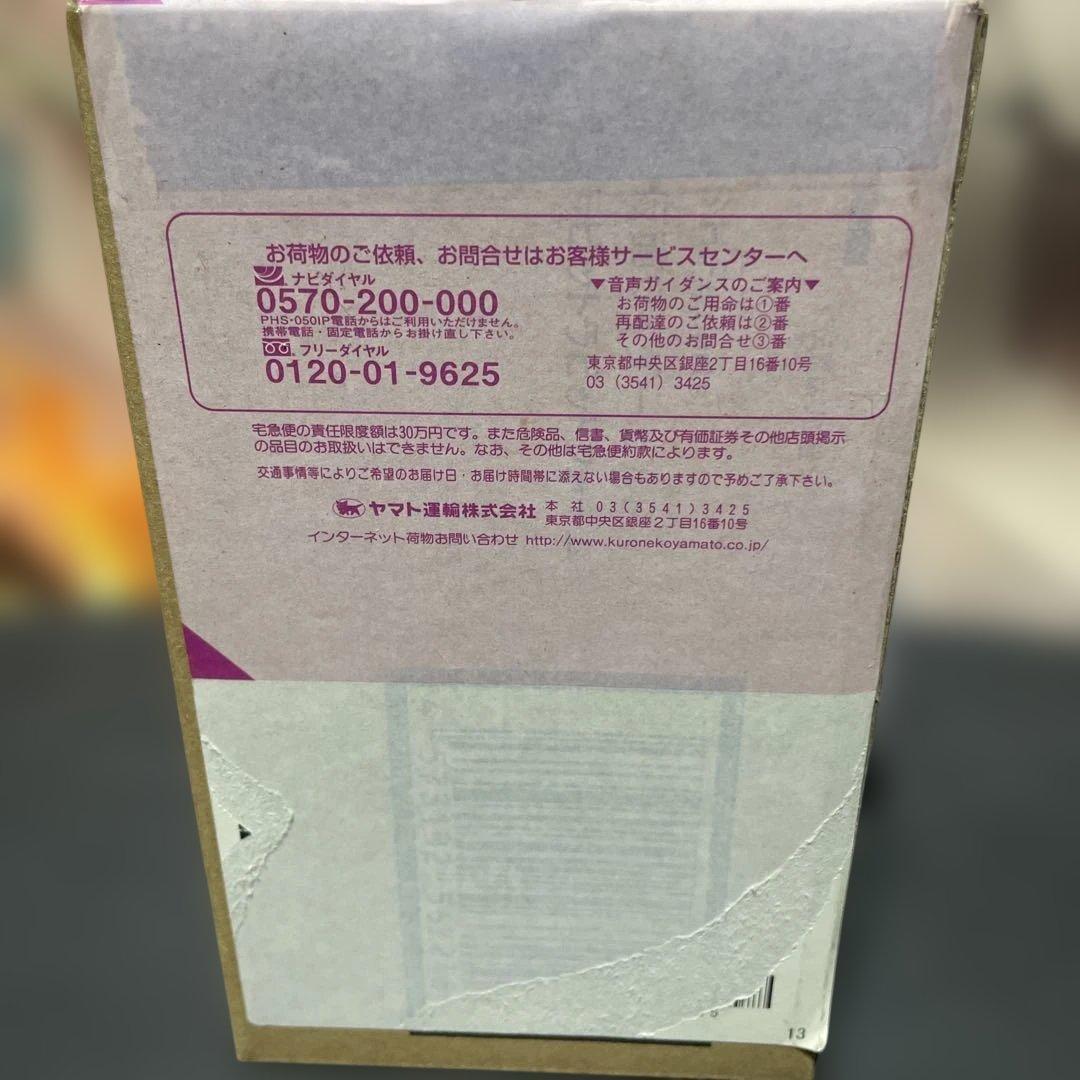 お荷物のご依頼、お問合せはお客様サービスセンターへ
ナビダイヤル
0570-200-000
PHS・050IP電話からはご利用いただけません。
携帯電話・固定電話からお掛け直し下さい。
フリーダイヤル
0120-01-9625
▼音声ガイダンスのご案内▼
お荷物のご用命は①番
再配達のご依頼は②番
その他のお問合せ③番
東京都中央区銀座2丁目16番10号
03（3541）3425
宅急便の責任限度額は30万円です。また危険品、信書、貨幣及び有価証券その他店頭掲示
の品目のお取扱いはできません。なお、その他は宅急便約款によります。
交通事情等によりご希望のお届け日・お届け時間帯に添えない場合もありますので予めご了承下さい。
ヤマト運輸株式会社 本 社 03(3541)3425
東京都中央区銀座2丁目16番10号
インターネット荷物お問い合わせ http://www.kuronekoyamato.co.jp/
13